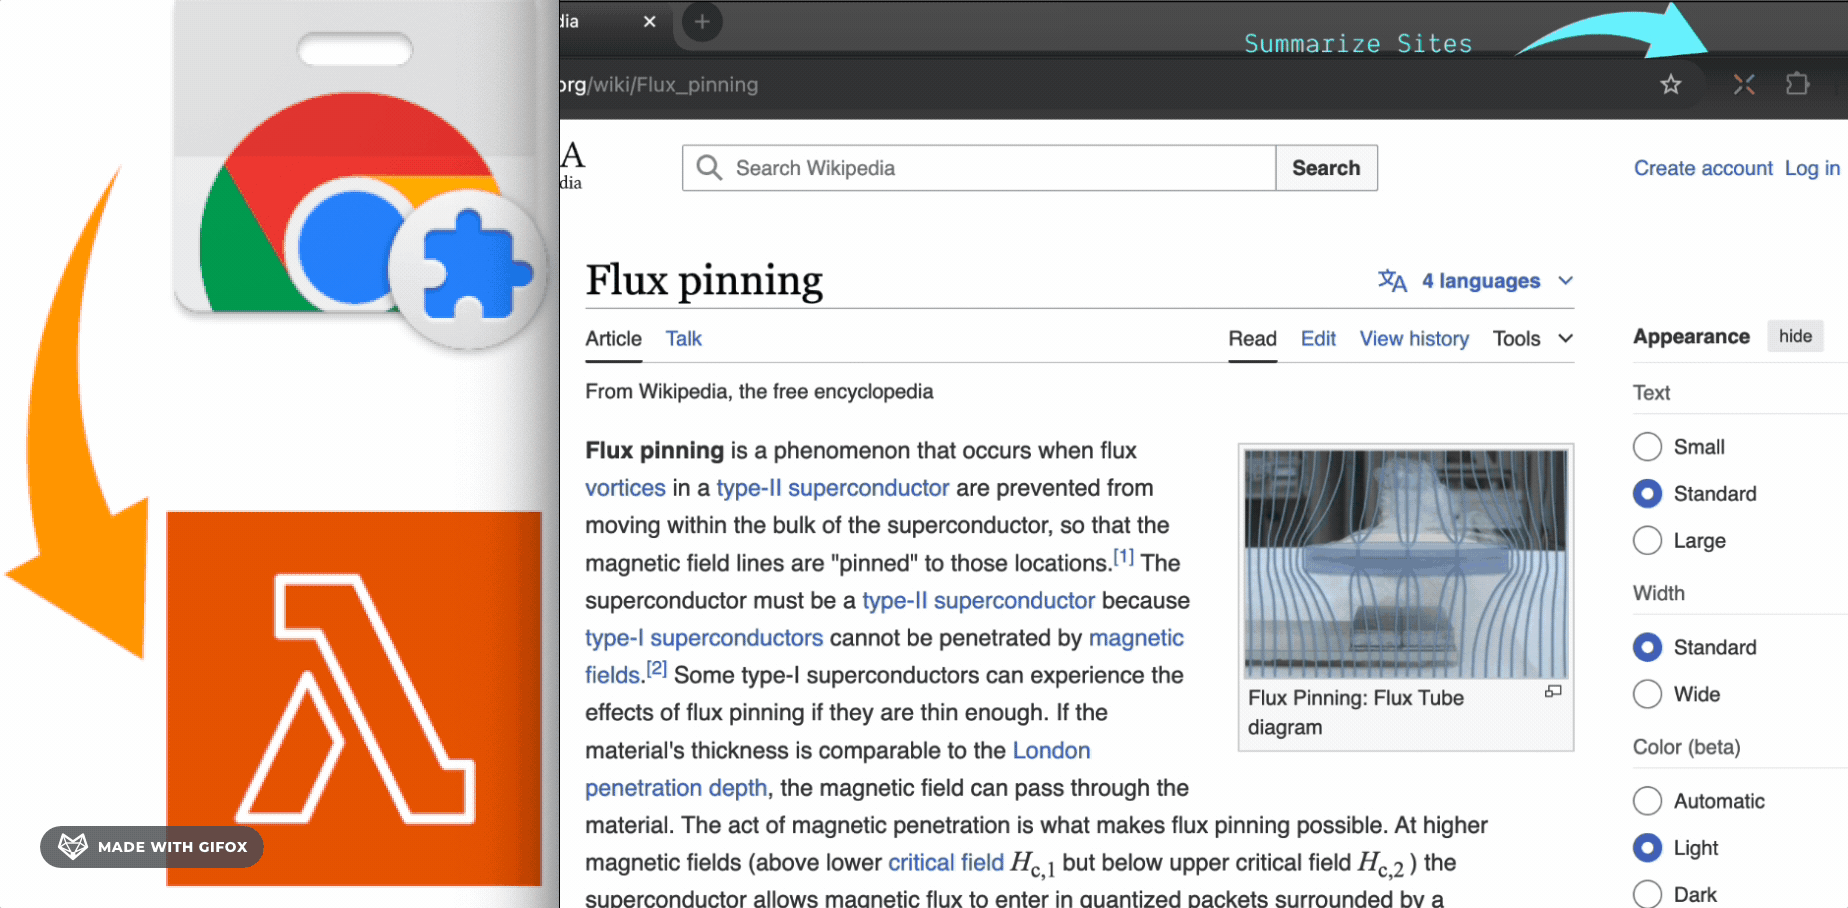 dia
Summarize Sites
org/wiki/Flux_pinning
A
dia
Search Wikipedia
Search
Create account Log in
Flux pinning
4 languages
Article Talk
Read Edit View history Tools
From Wikipedia, the free encyclopedia
Flux pinning is a phenomenon that occurs when flux
vortices in a type-II superconductor are prevented from
moving within the bulk of the superconductor, so that the
magnetic field lines are "pinned" to those locations.[1] The
superconductor must be a type-II superconductor because
type-I superconductors cannot be penetrated by magnetic
fields.[2] Some type-I superconductors can experience the
effects of flux pinning if they are thin enough. If the
material's thickness is comparable to the London
penetration depth, the magnetic field can pass through the
material. The act of magnetic penetration is what makes flux pinning possible. At higher
magnetic fields (above lower critical field Hc,1 but below upper critical field Hc,2) the
superconductor allows magnetic flux to enter in quantized packets surrounded by a
Flux Pinning: Flux Tube
diagram
Appearance hide
Text
Small
Standard
Large
Width
Standard
Wide
Color (beta)
Automatic
Light
Dark
MADE WITH GIFOX